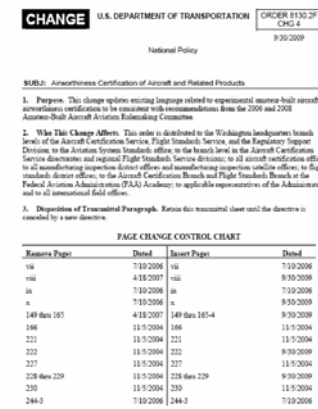 CHANGE
U.S. DEPARTMENT OF TRANSPORTATION
ORDER 8130.2F
CHG 4
9/30/2009
National Policy
SUBJ: Airworthiness Certification of Aircraft and Related Products
1. Purpose. This change updates existing language related to experimental amateur-built aircraft
airworthiness certification to be consistent with recommendations from the 2006 and 2008
Amateur-Built Aircraft Aviation Rulemaking Committee.
2. Who This Change Affects. This order is distributed to the Washington headquarters branch
levels of the Aircraft Certification Service, Flight Standards Service, and the Regulatory Support
Division; to the Aviation System Standards office; to the branch level in the Aircraft Certification
Service directorates and regional Flight Standards Service divisions; to all aircraft certification offic
to all manufacturing inspection district offices and manufacturing inspection satellite offices; to flig
standards district offices; to the Aircraft Certification Branch and Flight Standards Branch at the
Federal Aviation Administration (FAA) Academy; to applicable representatives of the Administrat
and to all international field offices.
3. Disposition of Transmittal Paragraph. Retain this transmittal sheet until the directive is
canceled by a new directive.
PAGE CHANGE CONTROL CHART
Remove Pages Dated Insert Pages Dated
vii 7/10/2006 vii 7/10/2006
viii 4/18/2007 viii 9/30/2009
ix 7/10/2006 ix 7/10/2006
x 7/10/2006 x 9/30/2009
149 thru 165 4/18/2007 149 thru 165-4 9/30/2009
166 11/5/2004 166 11/5/2004
221 11/5/2004 221 11/5/2004
222 11/5/2004 222 9/30/2009
227 11/5/2004 227 11/5/2004
228 thru 229 11/5/2004 228 thru 229 9/30/2009
230 11/5/2004 230 11/5/2004
244-3 7/10/2006 244-3 7/10/2006